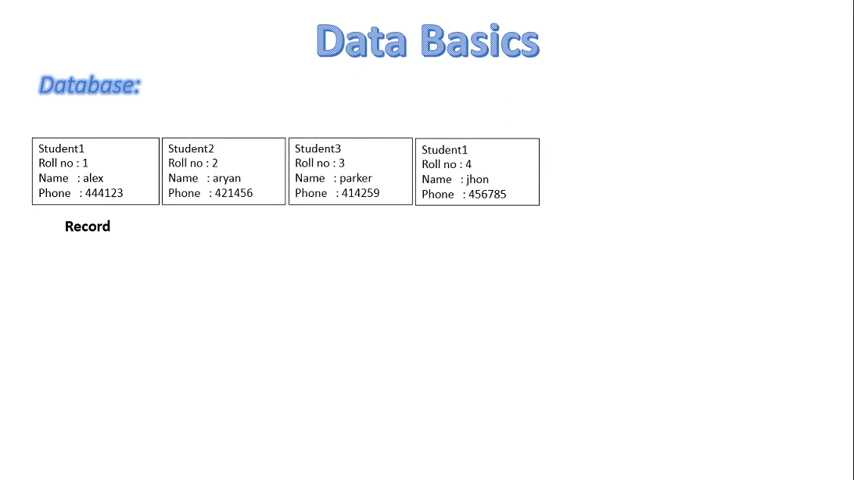 Data Basics
Database:
Student1
Roll no : 1
Name : alex
Phone : 444123
Student2
Roll no : 2
Name : aryan
Phone : 421456
Student3
Roll no : 3
Name : parker
Phone : 414259
Student1
Roll no : 4
Name : jhon
Phone : 456785
Record